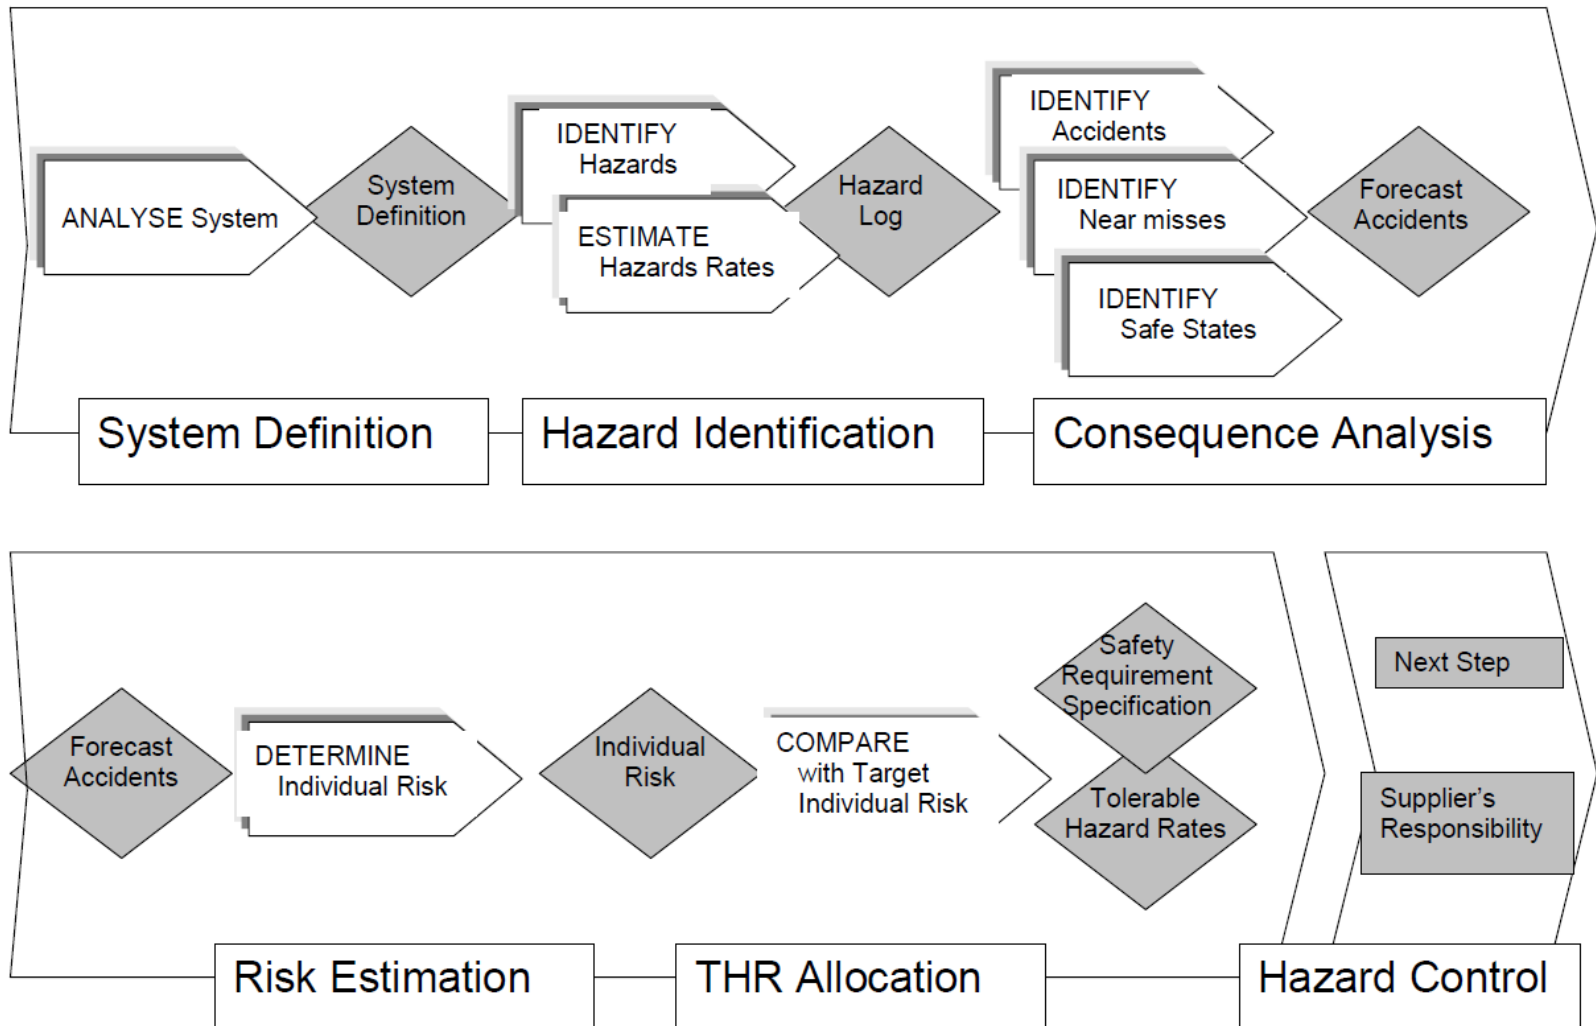 ANALYSE System
System
Definition
IDENTIFY
Hazards
ESTIMATE
Hazards Rates
Hazard
Log
IDENTIFY
Accidents
IDENTIFY
Near misses
IDENTIFY
Safe States
Forecast
Accidents
System Definition
Hazard Identification
Consequence Analysis
Forecast
Accidents
DETERMINE
Individual Risk
Individual
Risk
COMPARE
with Target
Individual Risk
Safety
Requirement
Specification
Tolerable
Hazard Rates
Next Step
Supplier’s
Responsibility
Risk Estimation
THR Allocation
Hazard Control